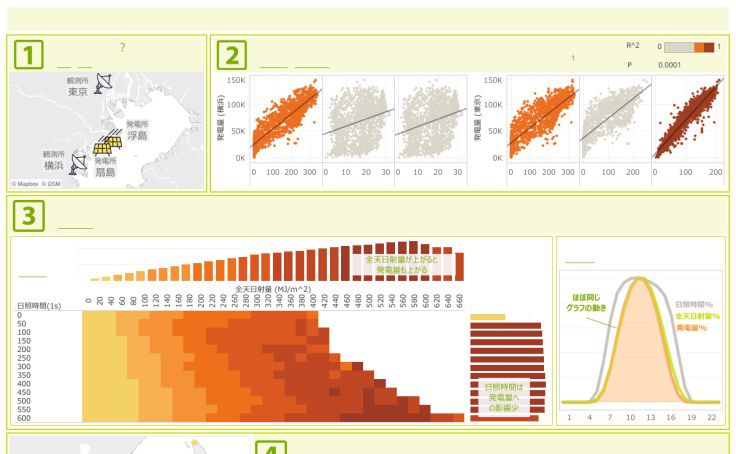 1
?
観測所
東京
発電所
浮島
観測所
横浜
発電所
扇島
© Mapbox © OSM
2
1
R^2 0 1
P 0.0001
発電量 (横浜)
150K
100K
50K
0K
0 100 200 300 0 10 20 30 0 10 20 30
発電量 (東京)
150K
100K
50K
0K
0 100 200 300 0 100 200 300 0 100 200 300
3
全天日射量が上がると
発電量も上がる
全天日射量 (MJ/m^2)
0 20 40 60 80 100 120 140 160 180 200 220 240 260 280 300 320 340 360 380 400 420 440 460 480 500 520 540 560 580 600 620 640 660
日照時間(1s)
0
50
100
150
200
250
300
350
400
450
500
550
600
日照時間は
発電量へ
の影響少
ほぼ同じ
グラフの動き
日照時間%
全天日射量%
発電量%
1 4 7 10 13 16 19 22
4